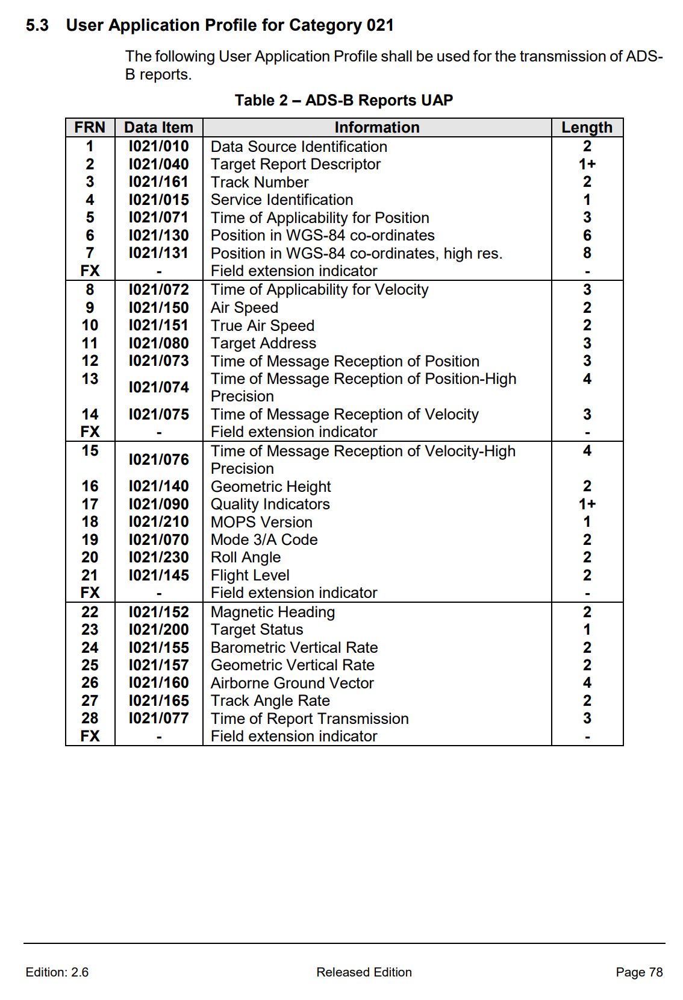 5.3 User Application Profile for Category 021
The following User Application Profile shall be used for the transmission of ADS-
B reports.
Table 2 – ADS-B Reports UAP
FRN Data Item Information Length
1 I021/010 Data Source Identification 2
2 I021/040 Target Report Descriptor 1+
3 I021/161 Track Number 2
4 I021/015 Service Identification 1
5 I021/071 Time of Applicability for Position 3
6 I021/130 Position in WGS-84 co-ordinates 6
7 I021/131 Position in WGS-84 co-ordinates, high res. 8
FX - Field extension indicator -
8 I021/072 Time of Applicability for Velocity 3
9 I021/150 Air Speed 2
10 I021/151 True Air Speed 2
11 I021/080 Target Address 3
12 I021/073 Time of Message Reception of Position 3
13 I021/074 Time of Message Reception of Position-High 4
Precision
14 I021/075 Time of Message Reception of Velocity 3
FX - Field extension indicator -
15 I021/076 Time of Message Reception of Velocity-High 4
Precision
16 I021/140 Geometric Height 2
17 I021/090 Quality Indicators 1+
18 I021/210 MOPS Version 1
19 I021/070 Mode 3/A Code 2
20 I021/230 Roll Angle 2
21 I021/145 Flight Level 2
FX - Field extension indicator -
22 I021/152 Magnetic Heading 2
23 I021/200 Target Status 1
24 I021/155 Barometric Vertical Rate 2
25 I021/157 Geometric Vertical Rate 2
26 I021/160 Airborne Ground Vector 4
27 I021/165 Track Angle Rate 2
28 I021/077 Time of Report Transmission 3
FX - Field extension indicator -
Edition: 2.6 Released Edition Page 78